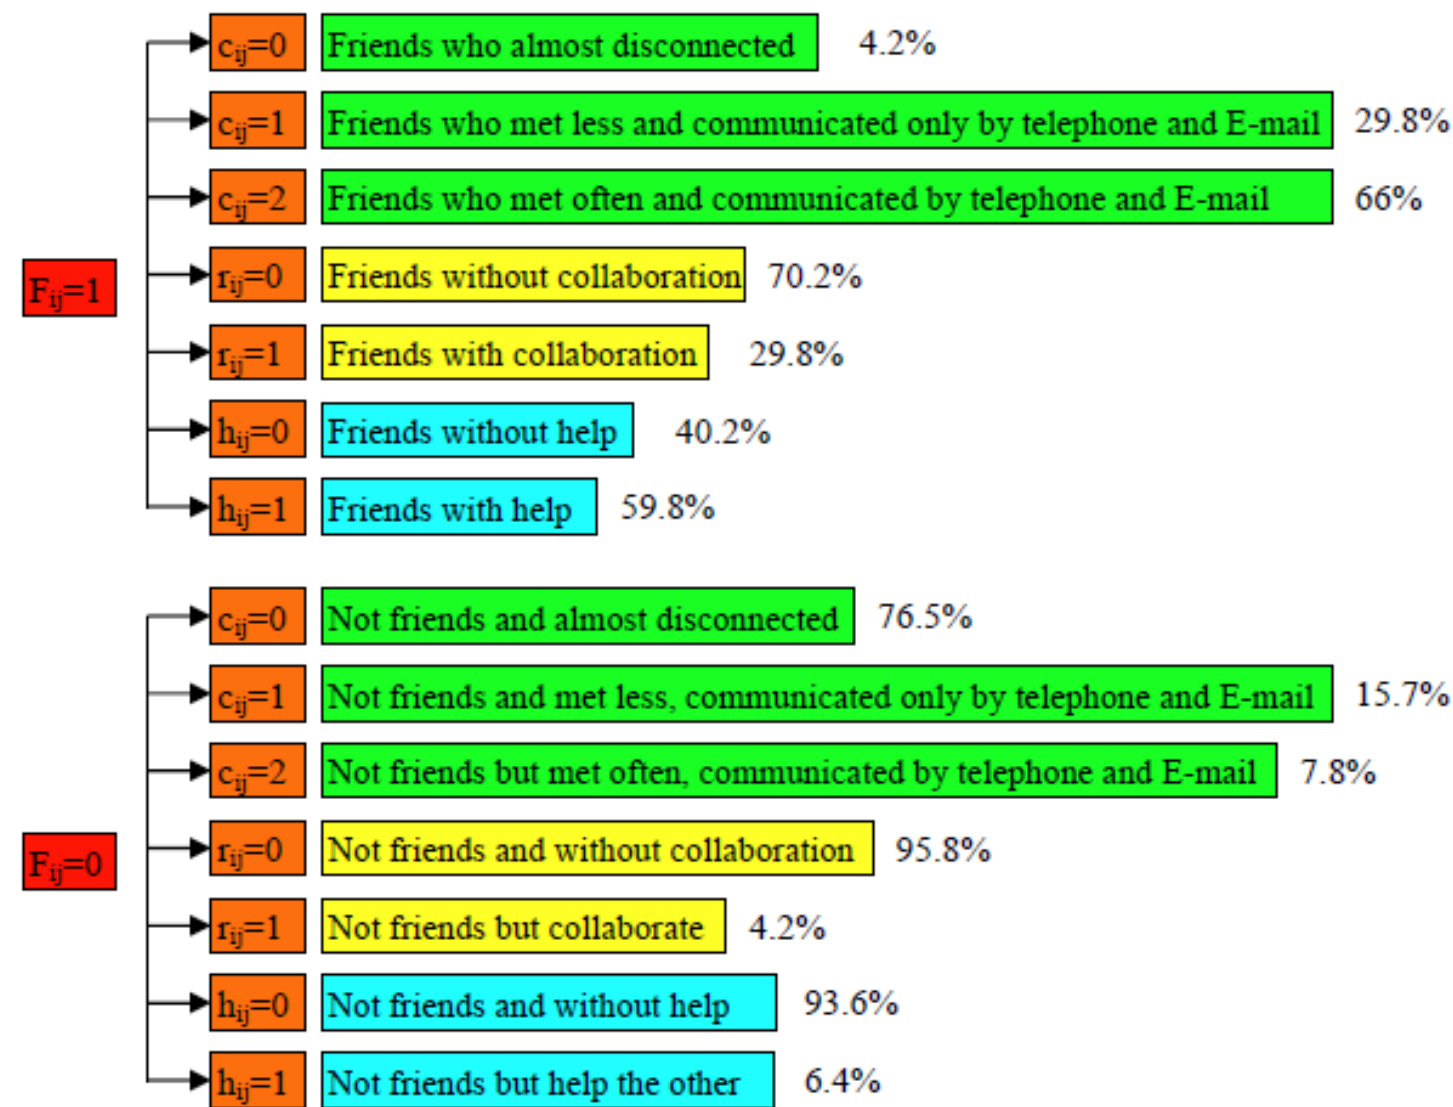 cij=0 Friends who almost disconnected 4.2%
cij=1 Friends who met less and communicated only by telephone and E-mail 29.8%
cij=2 Friends who met often and communicated by telephone and E-mail 66%
rij=0 Friends without collaboration 70.2%
Fij=1
rij=1 Friends with collaboration 29.8%
hij=0 Friends without help 40.2%
hij=1 Friends with help 59.8%
cij=0 Not friends and almost disconnected 76.5%
cij=1 Not friends and met less, communicated only by telephone and E-mail 15.7%
cij=2 Not friends but met often, communicated by telephone and E-mail 7.8%
rij=0 Not friends and without collaboration 95.8%
Fij=0
rij=1 Not friends but collaborate 4.2%
hij=0 Not friends and without help 93.6%
hij=1 Not friends but help the other 6.4%